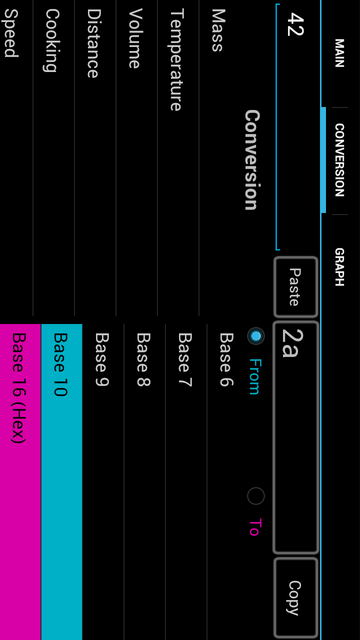 MAIN
CONVERSION
GRAPH
42
Paste
2a
Copy
Conversion
Mass
Temperature
Volume
Distance
Cooking
Speed
From
To
Base 6
Base 7
Base 8
Base 9
Base 10
Base 16 (Hex)